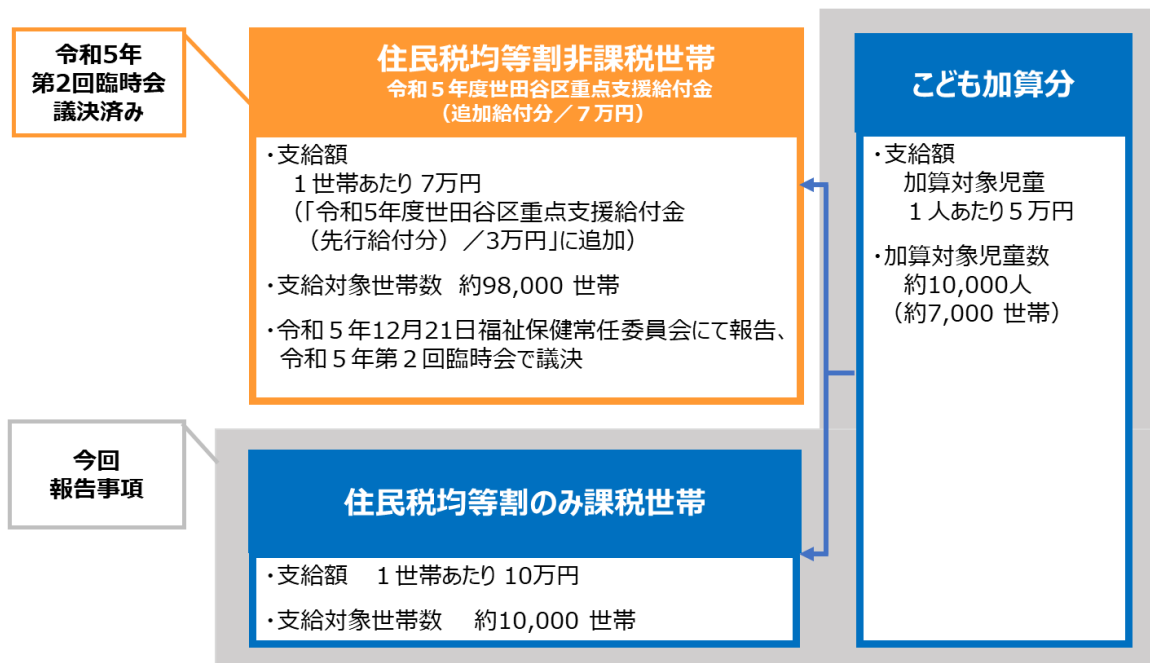 令和5年
第2回臨時会
議決済み
住民税均等割非課税世帯
令和５年度世田谷区重点支援給付金
（追加給付分／７万円）
・支給額
１世帯あたり 7万円
（「令和5年度世田谷区重点支援給付金
（先行給付分）／3万円」に追加）
・支給対象世帯数 約98,000 世帯
・令和５年12月21日福祉保健常任委員会にて報告、
令和５年第２回臨時会で議決
こども加算分
・支給額
加算対象児童
１人あたり５万円
・加算対象児童数
約10,000人
（約7,000 世帯）
今回
報告事項
住民税均等割のみ課税世帯
・支給額 １世帯あたり 10万円
・支給対象世帯数 約10,000 世帯